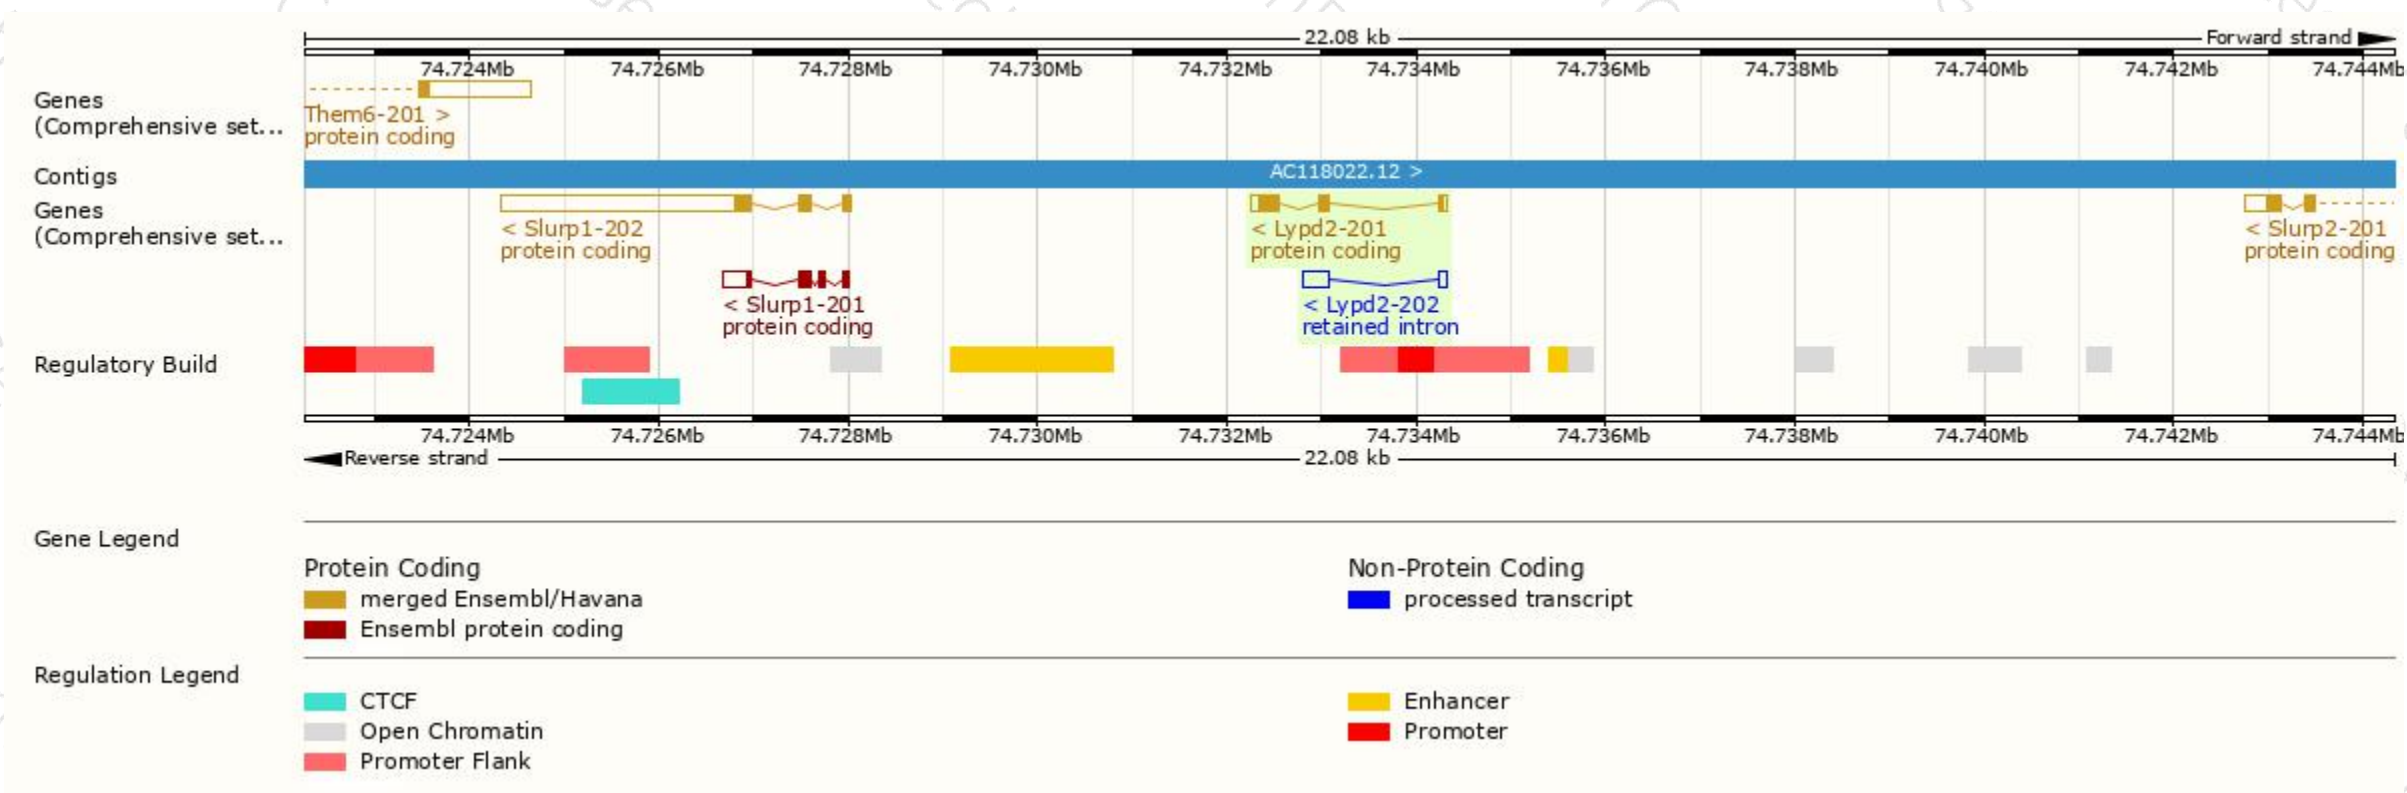 22.08 kb
Forward strand
74.724Mb 74.726Mb 74.728Mb 74.730Mb 74.732Mb 74.734Mb 74.736Mb 74.738Mb 74.740Mb 74.742Mb 74.744Mb
Genes
(Comprehensive set...
Them6-201 >
protein coding
Contigs
AC118022.12 >
Genes
(Comprehensive set...
< Slurp1-202
protein coding
< Lypd2-201
protein coding
< Slurp2-201
protein coding
< Slurp1-201
protein coding
< Lypd2-202
retained intron
Regulatory Build
74.724Mb 74.726Mb 74.728Mb 74.730Mb 74.732Mb 74.734Mb 74.736Mb 74.738Mb 74.740Mb 74.742Mb 74.744Mb
Reverse strand
22.08 kb
Gene Legend
Protein Coding
merged Ensembl/Havana
Ensembl protein coding
Non-Protein Coding
processed transcript
Regulation Legend
CTCF
Open Chromatin
Promoter Flank
Enhancer
Promoter